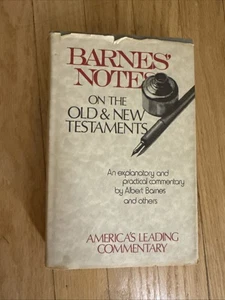 BARNES'
NOTES
ON THE
OLD & NEW
TESTAMENTS
An explanatory and
practical commentary
by Albert Barnes
and others
AMERICA'S LEADING
COMMENTARY